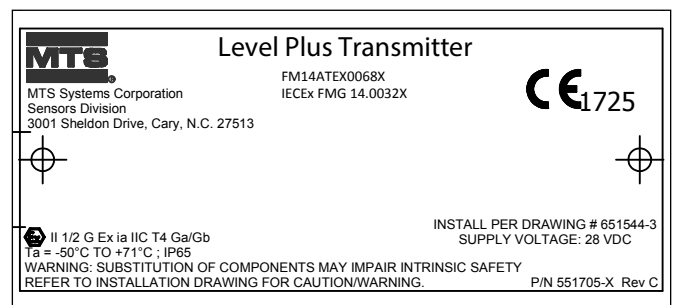 MTS
®
Level Plus Transmitter
FM14ATEX0068X
IECEx FMG 14.0032X
CE 1725
MTS Systems Corporation
Sensors Division
3001 Sheldon Drive, Cary, N.C. 27513
INSTALL PER DRAWING # 651544-3
SUPPLY VOLTAGE: 28 VDC
Ex II 1/2 G Ex ia IIC T4 Ga/Gb
Ta = -50°C TO +71°C ; IP65
WARNING: SUBSTITUTION OF COMPONENTS MAY IMPAIR INTRINSIC SAFETY
REFER TO INSTALLATION DRAWING FOR CAUTION/WARNING.
P/N 551705-X Rev C